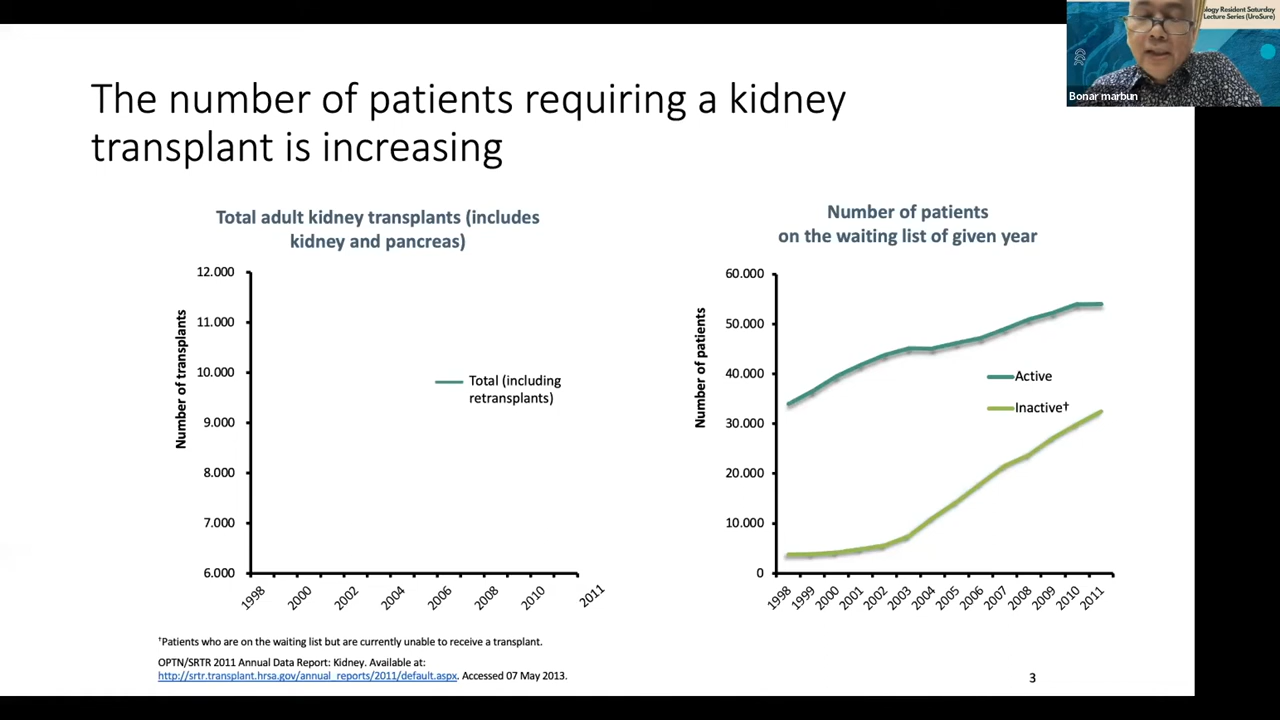 logy Resident Saturday
Lecture Series (UroSure)
Bonar marbun
The number of patients requiring a kidney
transplant is increasing
Total adult kidney transplants (includes
kidney and pancreas)
Number of transplants
12.000
11.000
10.000
9.000
8.000
7.000
6.000
Total (including
retransplants)
1998
2000
2002
2004
2006
2008
2010
2011
Number of patients
on the waiting list of given year
Number of patients
60.000
50.000
40.000
30.000
20.000
10.000
0
Active
Inactive†
1998
1999
2000
2001
2002
2003
2004
2005
2006
2007
2008
2009
2010
2011
†Patients who are on the waiting list but are currently unable to receive a transplant.
OPTN/SRTR 2011 Annual Data Report: Kidney. Available at:
http://srtr.transplant.hrsa.gov/annual_reports/2011/default.aspx. Accessed 07 May 2013.
3